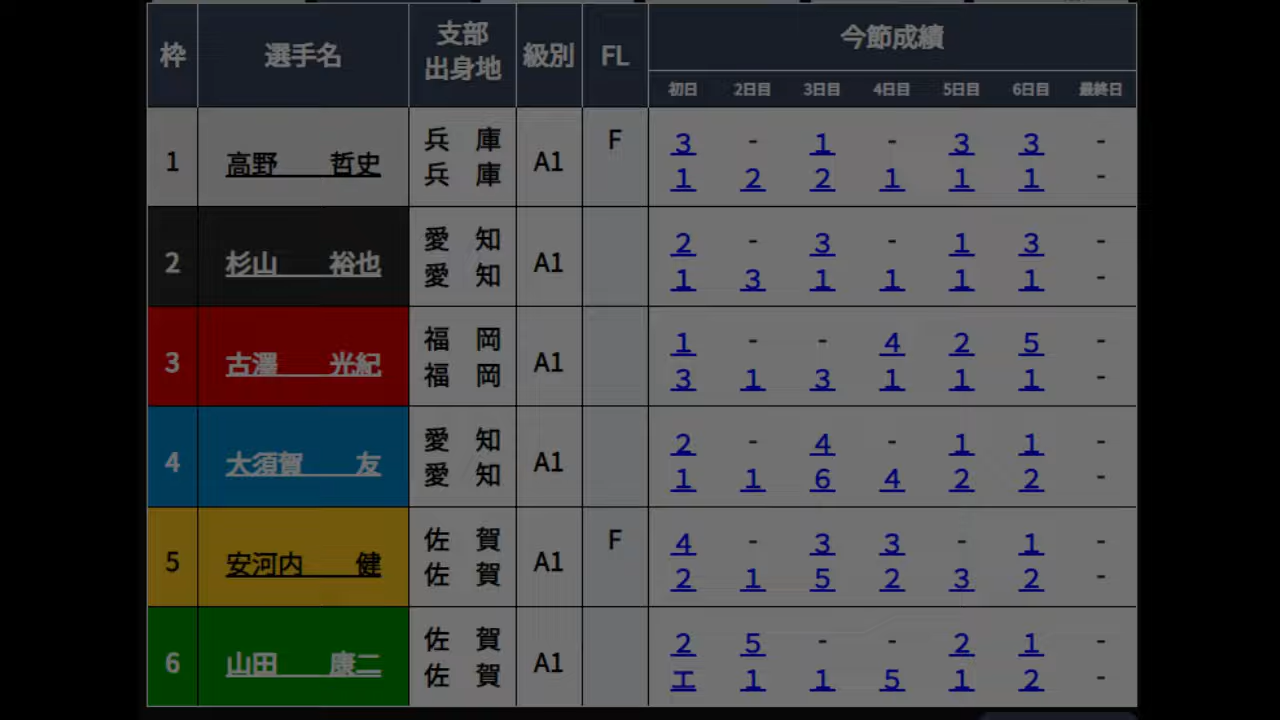 枠 選手名 支部 出身地 級別 FL 今節成績
初日 2日目 3日目 4日目 5日目 6日目 最終日
1 高野 哲史 兵庫 兵庫 A1 F
3 - 1 - 3 3 -
1 2 2 1 1 1 -
2 杉山 裕也 愛知 愛知 A1
2 - 3 - 1 3 -
1 3 1 1 1 1 -
3 古澤 光紀 福岡 福岡 A1
1 - - 4 2 5 -
3 1 3 1 1 1 -
4 大須賀 友 愛知 愛知 A1
2 - 4 - 1 1 -
1 1 6 4 2 2 -
5 安河内 健 佐賀 佐賀 A1 F
4 - 3 3 - 1 -
2 1 5 2 3 2 -
6 山田 康二 佐賀 佐賀 A1
2 5 - - 2 1 -
エ 1 1 5 1 2 -